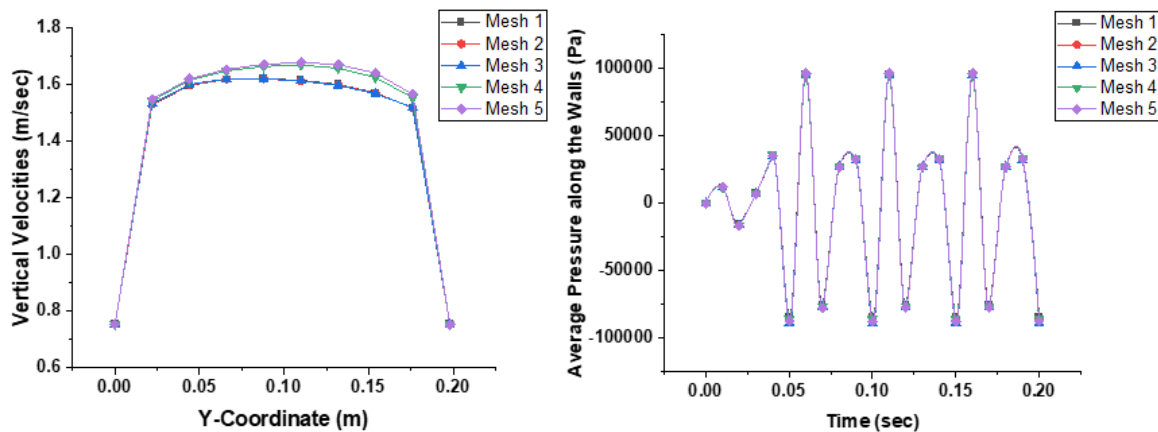 Vertical Velocities (m/sec)
1.8
1.6
1.4
1.2
1.0
0.8
0.6
0.00
0.05
0.10
0.15
0.20
Y-Coordinate (m)
Mesh 1
Mesh 2
Mesh 3
Mesh 4
Mesh 5
Average Pressure along the Walls (Pa)
100000
50000
0
-50000
-100000
0.00
0.05
0.10
0.15
0.20
Time (sec)
Mesh 1
Mesh 2
Mesh 3
Mesh 4
Mesh 5